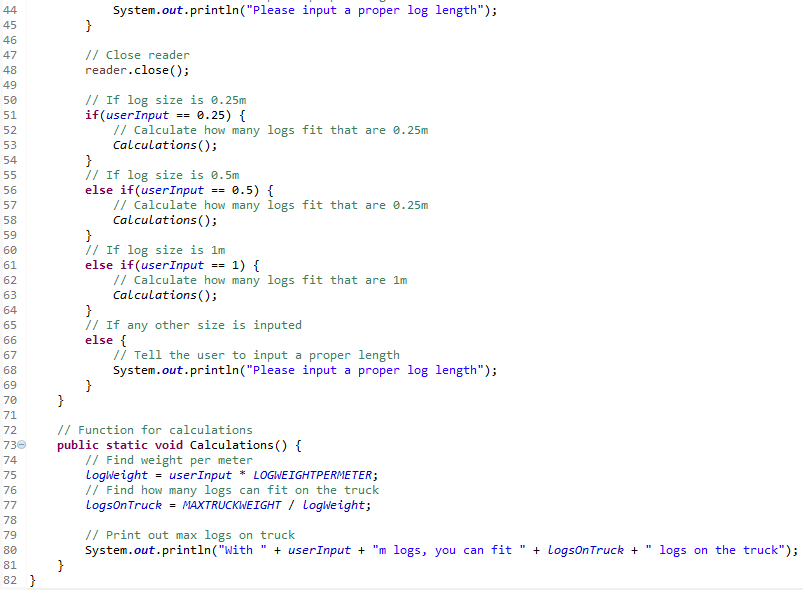 44 System.out.println("Please input a proper log length");
45 }
46
47 // Close reader
48 reader.close();
49
50 // If log size is 0.25m
51 if(userInput == 0.25) {
52 // Calculate how many logs fit that are 0.25m
53 Calculations();
54 }
55 // If log size is 0.5m
56 else if(userInput == 0.5) {
57 // Calculate how many logs fit that are 0.25m
58 Calculations();
59 }
60 // If log size is 1m
61 else if(userInput == 1) {
62 // Calculate how many logs fit that are 1m
63 Calculations();
64 }
65 // If any other size is inputed
66 else {
67 // Tell the user to input a proper length
68 System.out.println("Please input a proper log length");
69 }
70 }
71
72 // Function for calculations
73 public static void Calculations() {
74 // Find weight per meter
75 logWeight = userInput * LOGWEIGHTPERMETER;
76 // Find how many logs can fit on the truck
77 logsOnTruck = MAXTRUCKWEIGHT / logWeight;
78
79 // Print out max logs on truck
80 System.out.println("With " + userInput + "m logs, you can fit " + logsOnTruck + " logs on the truck");
81 }
82 }